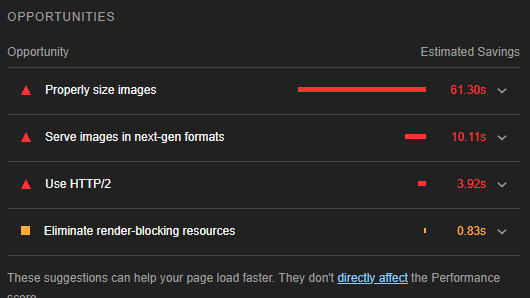 OPPORTUNITIES
Opportunity Estimated Savings
Properly size images 61.30s
Serve images in next-gen formats 10.11s
Use HTTP/2 3.92s
Eliminate render-blocking resources 0.83s
These suggestions can help your page load faster. They don't directly affect the Performance
score